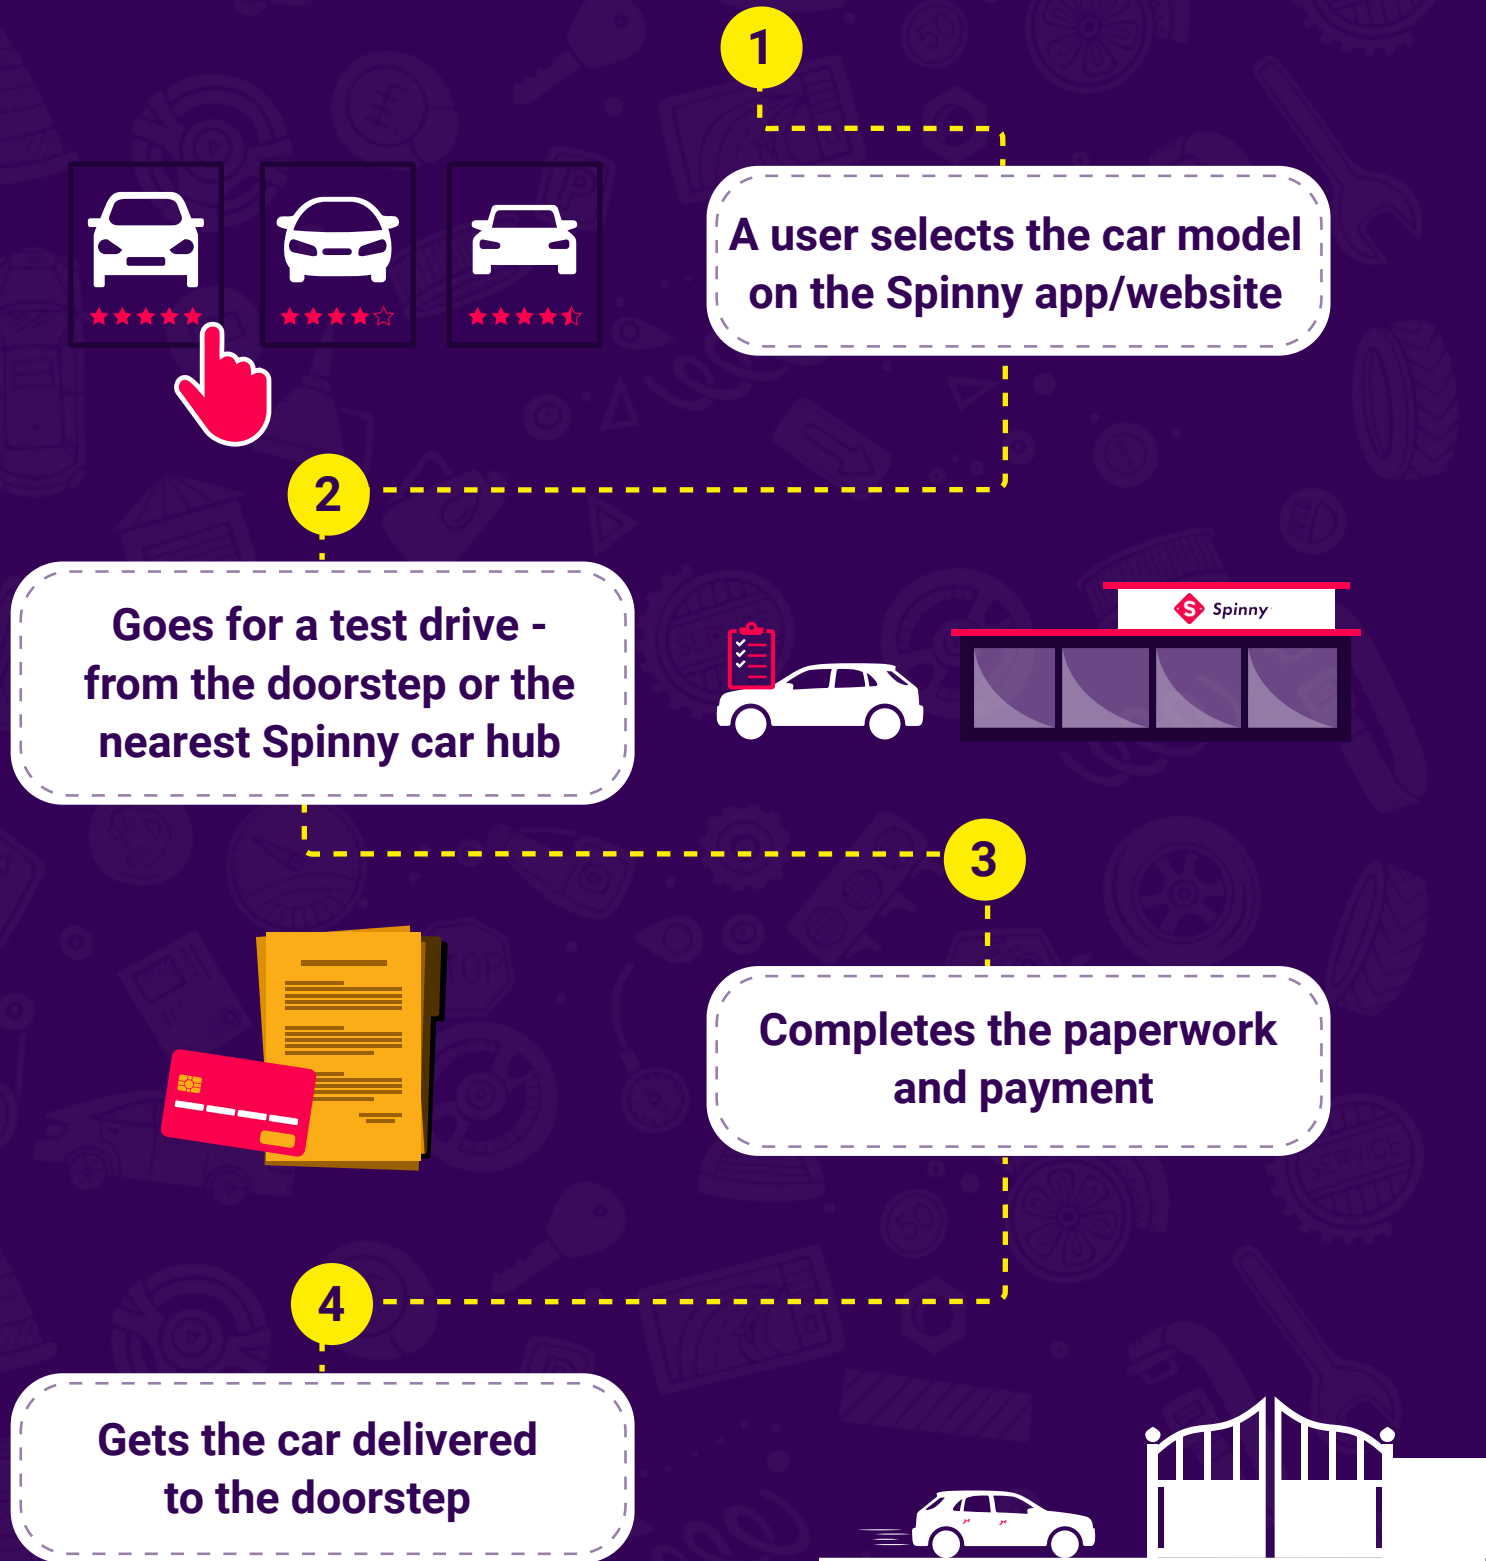 1
A user selects the car model
on the Spinny app/website
2
Goes for a test drive -
from the doorstep or the
nearest Spinny car hub
S Spinny
3
Completes the paperwork
and payment
4
Gets the car delivered
to the doorstep